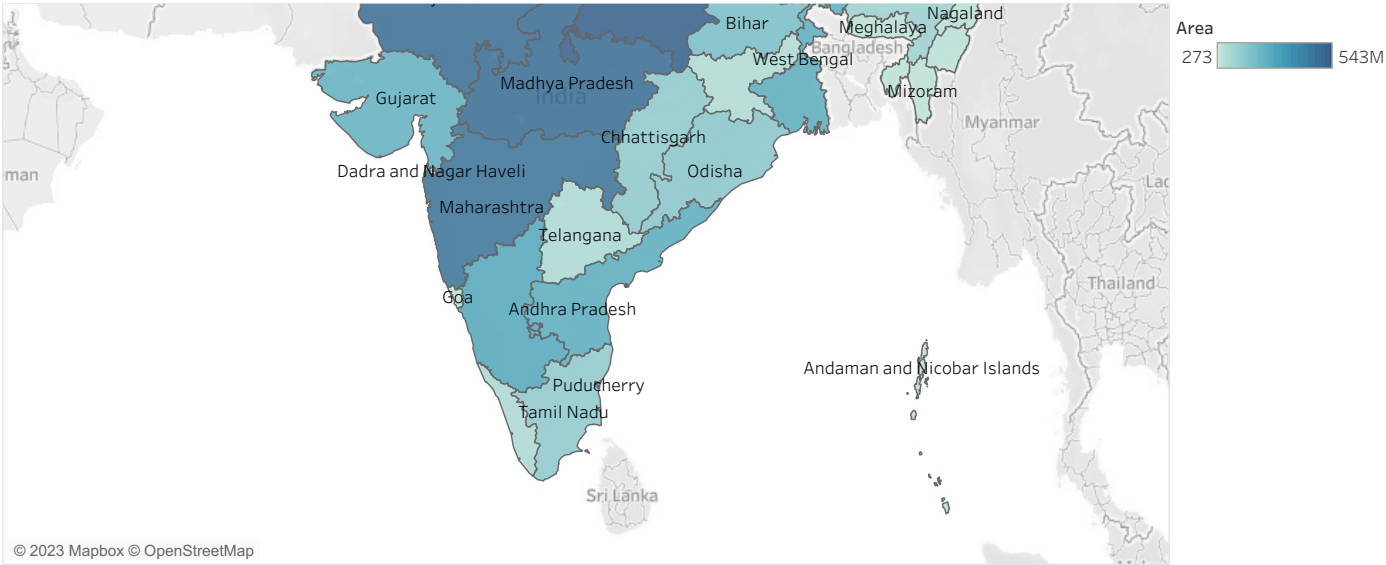 Nagaland
Bihar
Meghalaya
Area
Bangladesh
West Bengal
273
543M
Madhya Pradesh
India
Gujarat
Mizoram
Myanmar
Chhattisgarh
Dadra and Nagar Haveli
Odisha
man
Lao
Maharashtra
Telangana
Thailand
Goa
Andhra Pradesh
Andaman and Nicobar Islands
Puducherry
Tamil Nadu
Sri Lanka
© 2023 Mapbox © OpenStreetMap